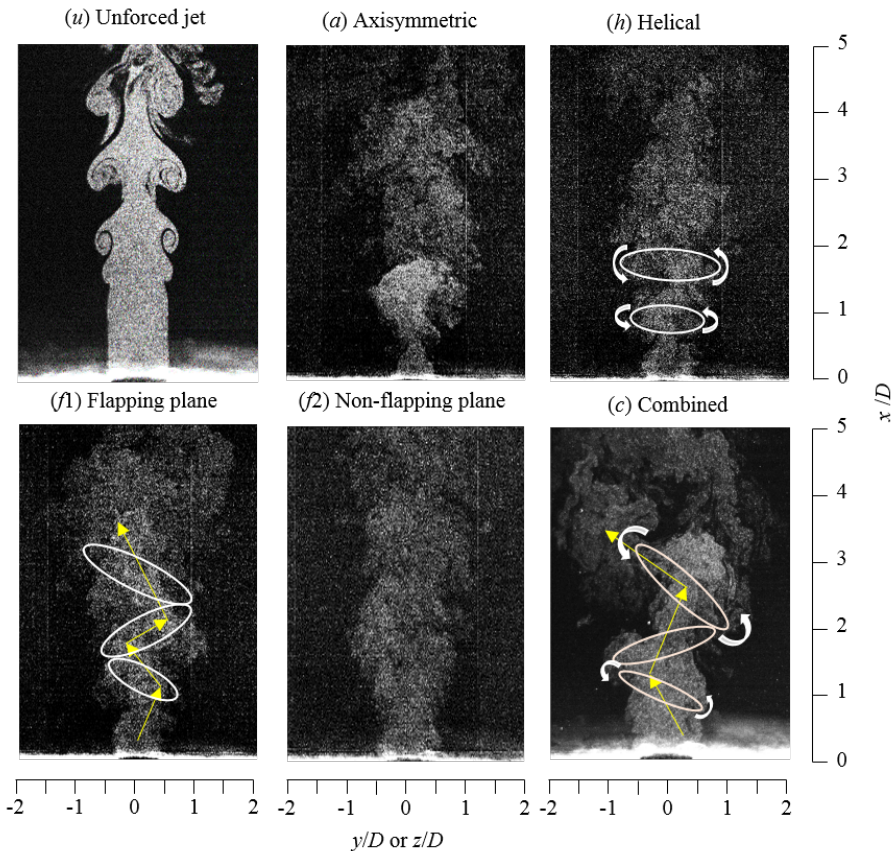 (u) Unforced jet
(a) Axisymmetric
(h) Helical
5
4
3
2
1
0
(f1) Flapping plane
(f2) Non-flapping plane
(c) Combined
x/D
5
4
3
2
1
0
-2 -1 0 1 2
-2 -1 0 1 2
-2 -1 0 1 2
y/D or z/D